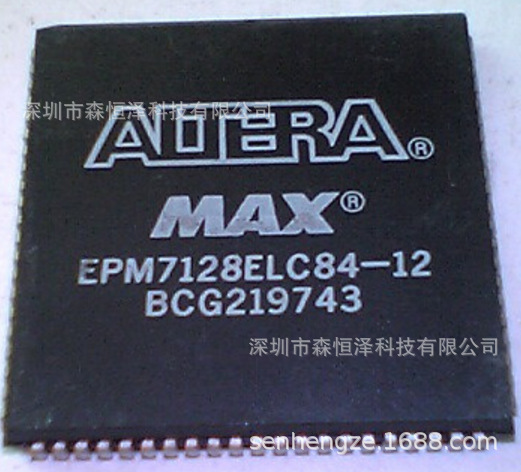 深圳市森恒泽科技有限公司
ALTERA®
MAX®
EPM7128ELC84-12
BCG219743
深圳市森恒泽科技有限公司
senhengze.1688.com